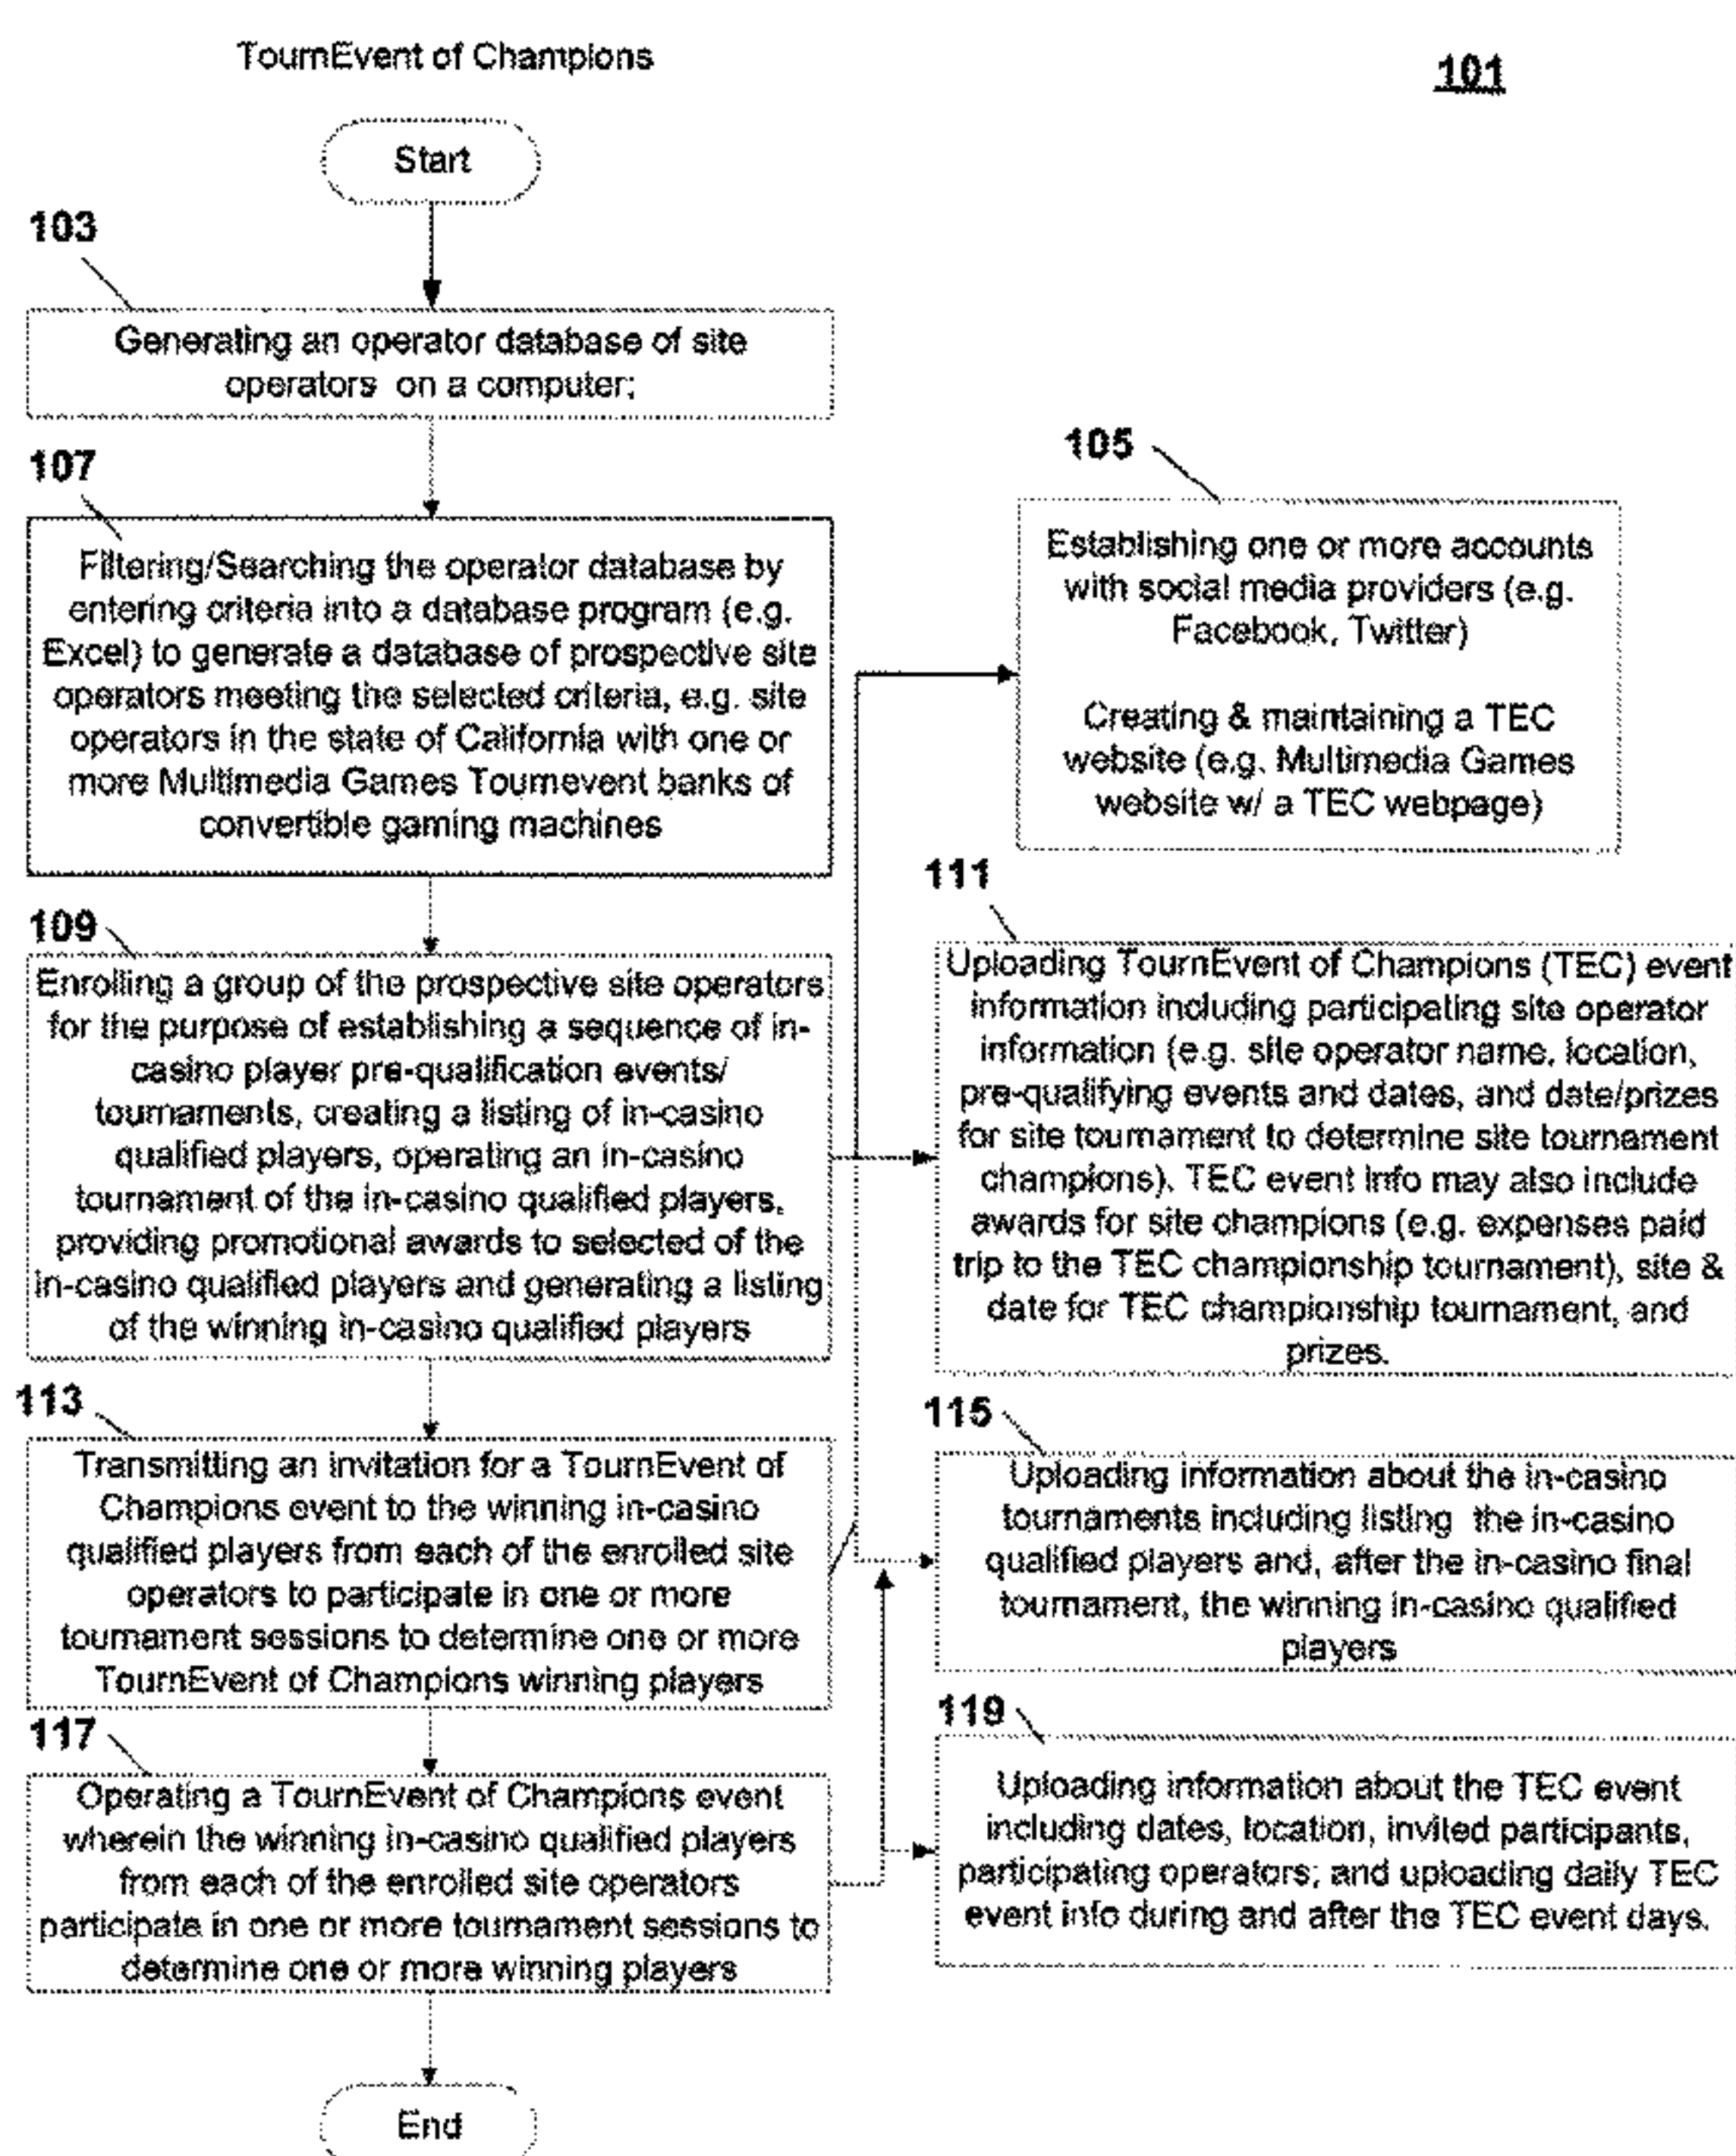 TournEvent of Champions
101
Start
103
Generating an operator database of site
operators on a computer;
107
Filtering/Searching the operator database by
entering criteria into a database program (e.g.
Excel) to generate a database of prospective site
operators meeting the selected criteria, e.g. site
operators in the state of California with one or
more Multimedia Games Tournevent banks of
convertible gaming machines
105
Establishing one or more accounts
with social media providers (e.g.
Facebook, Twitter)
Creating & maintaining a TEC
website (e.g. Multimedia Games
website w/ a TEC webpage)
109
Enrolling a group of the prospective site operators
for the purpose of establishing a sequence of in-
casino player pre-qualification events/
tournaments, creating a listing of in-casino
qualified players, operating an in-casino
tournament of the in-casino qualified players,
providing promotional awards to selected of the
in-casino qualified players and generating a listing
of the winning in-casino qualified players
111
Uploading TournEvent of Champions (TEC) event
information including participating site operator
information (e.g. site operator name, location,
pre-qualifying events and dates, and date/prizes
for site tournament to determine site tournament
champions). TEC event info may also include
awards for site champions (e.g. expenses paid
trip to the TEC championship tournament), site &
date for TEC championship tournament, and
prizes.
113
Transmitting an invitation for a TournEvent of
Champions event to the winning in-casino
qualified players from each of the enrolled site
operators to participate in one or more
tournament sessions to determine one or more
TournEvent of Champions winning players
115
Uploading information about the in-casino
tournaments including listing the in-casino
qualified players and, after the in-casino final
tournament, the winning in-casino qualified
players
117
Operating a TournEvent of Champions event
wherein the winning in-casino qualified players
from each of the enrolled site operators
participate in one or more tournament sessions to
determine one or more winning players
119
Uploading information about the TEC event
including dates, location, invited participants,
participating operators; and uploading daily TEC
event info during and after the TEC event days.
End